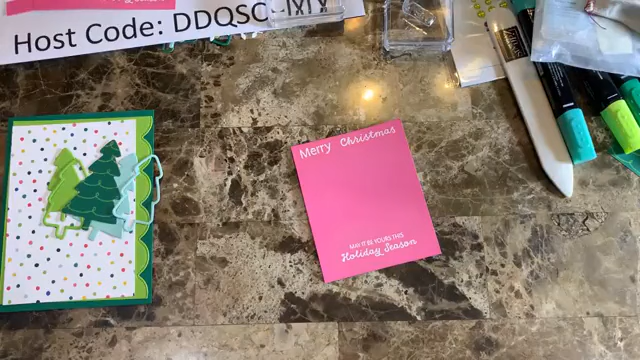 Host Code: DDQSC
Merry Christmas
MAY IT BE YOURS THIS
Holiday Season